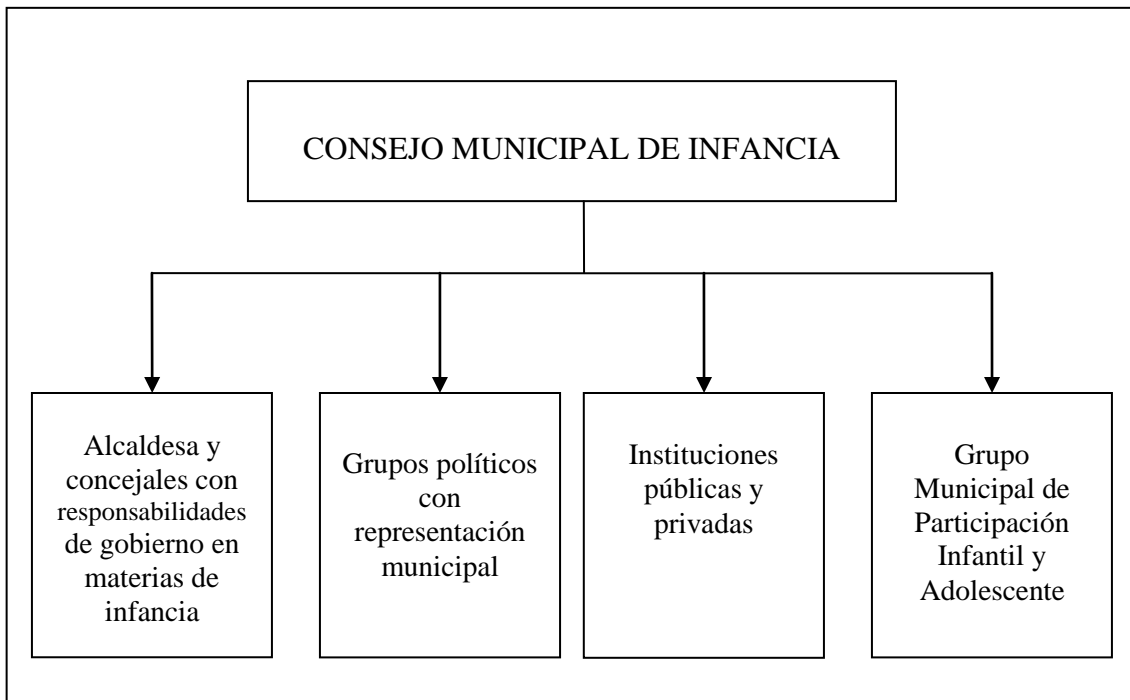 CONSEJO MUNICIPAL DE INFANCIA
Alcaldesa y
concejales con
responsabilidades
de gobierno en
materias de
infancia
Grupos políticos
con
representación
municipal
Instituciones
públicas y
privadas
Grupo
Municipal de
Participación
Infantil y
Adolescente